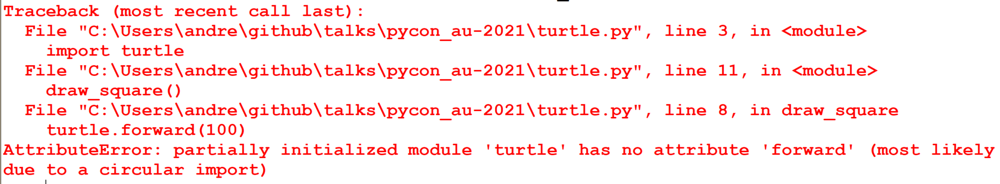 Traceback (most recent call last):
  File "C:\Users\andre\github\talks\pycon_au-2021\turtle.py", line 3, in <module>
    import turtle
  File "C:\Users\andre\github\talks\pycon_au-2021\turtle.py", line 11, in <module>
    draw_square()
  File "C:\Users\andre\github\talks\pycon_au-2021\turtle.py", line 8, in draw_square
    turtle.forward(100)
AttributeError: partially initialized module 'turtle' has no attribute 'forward' (most likely
due to a circular import)